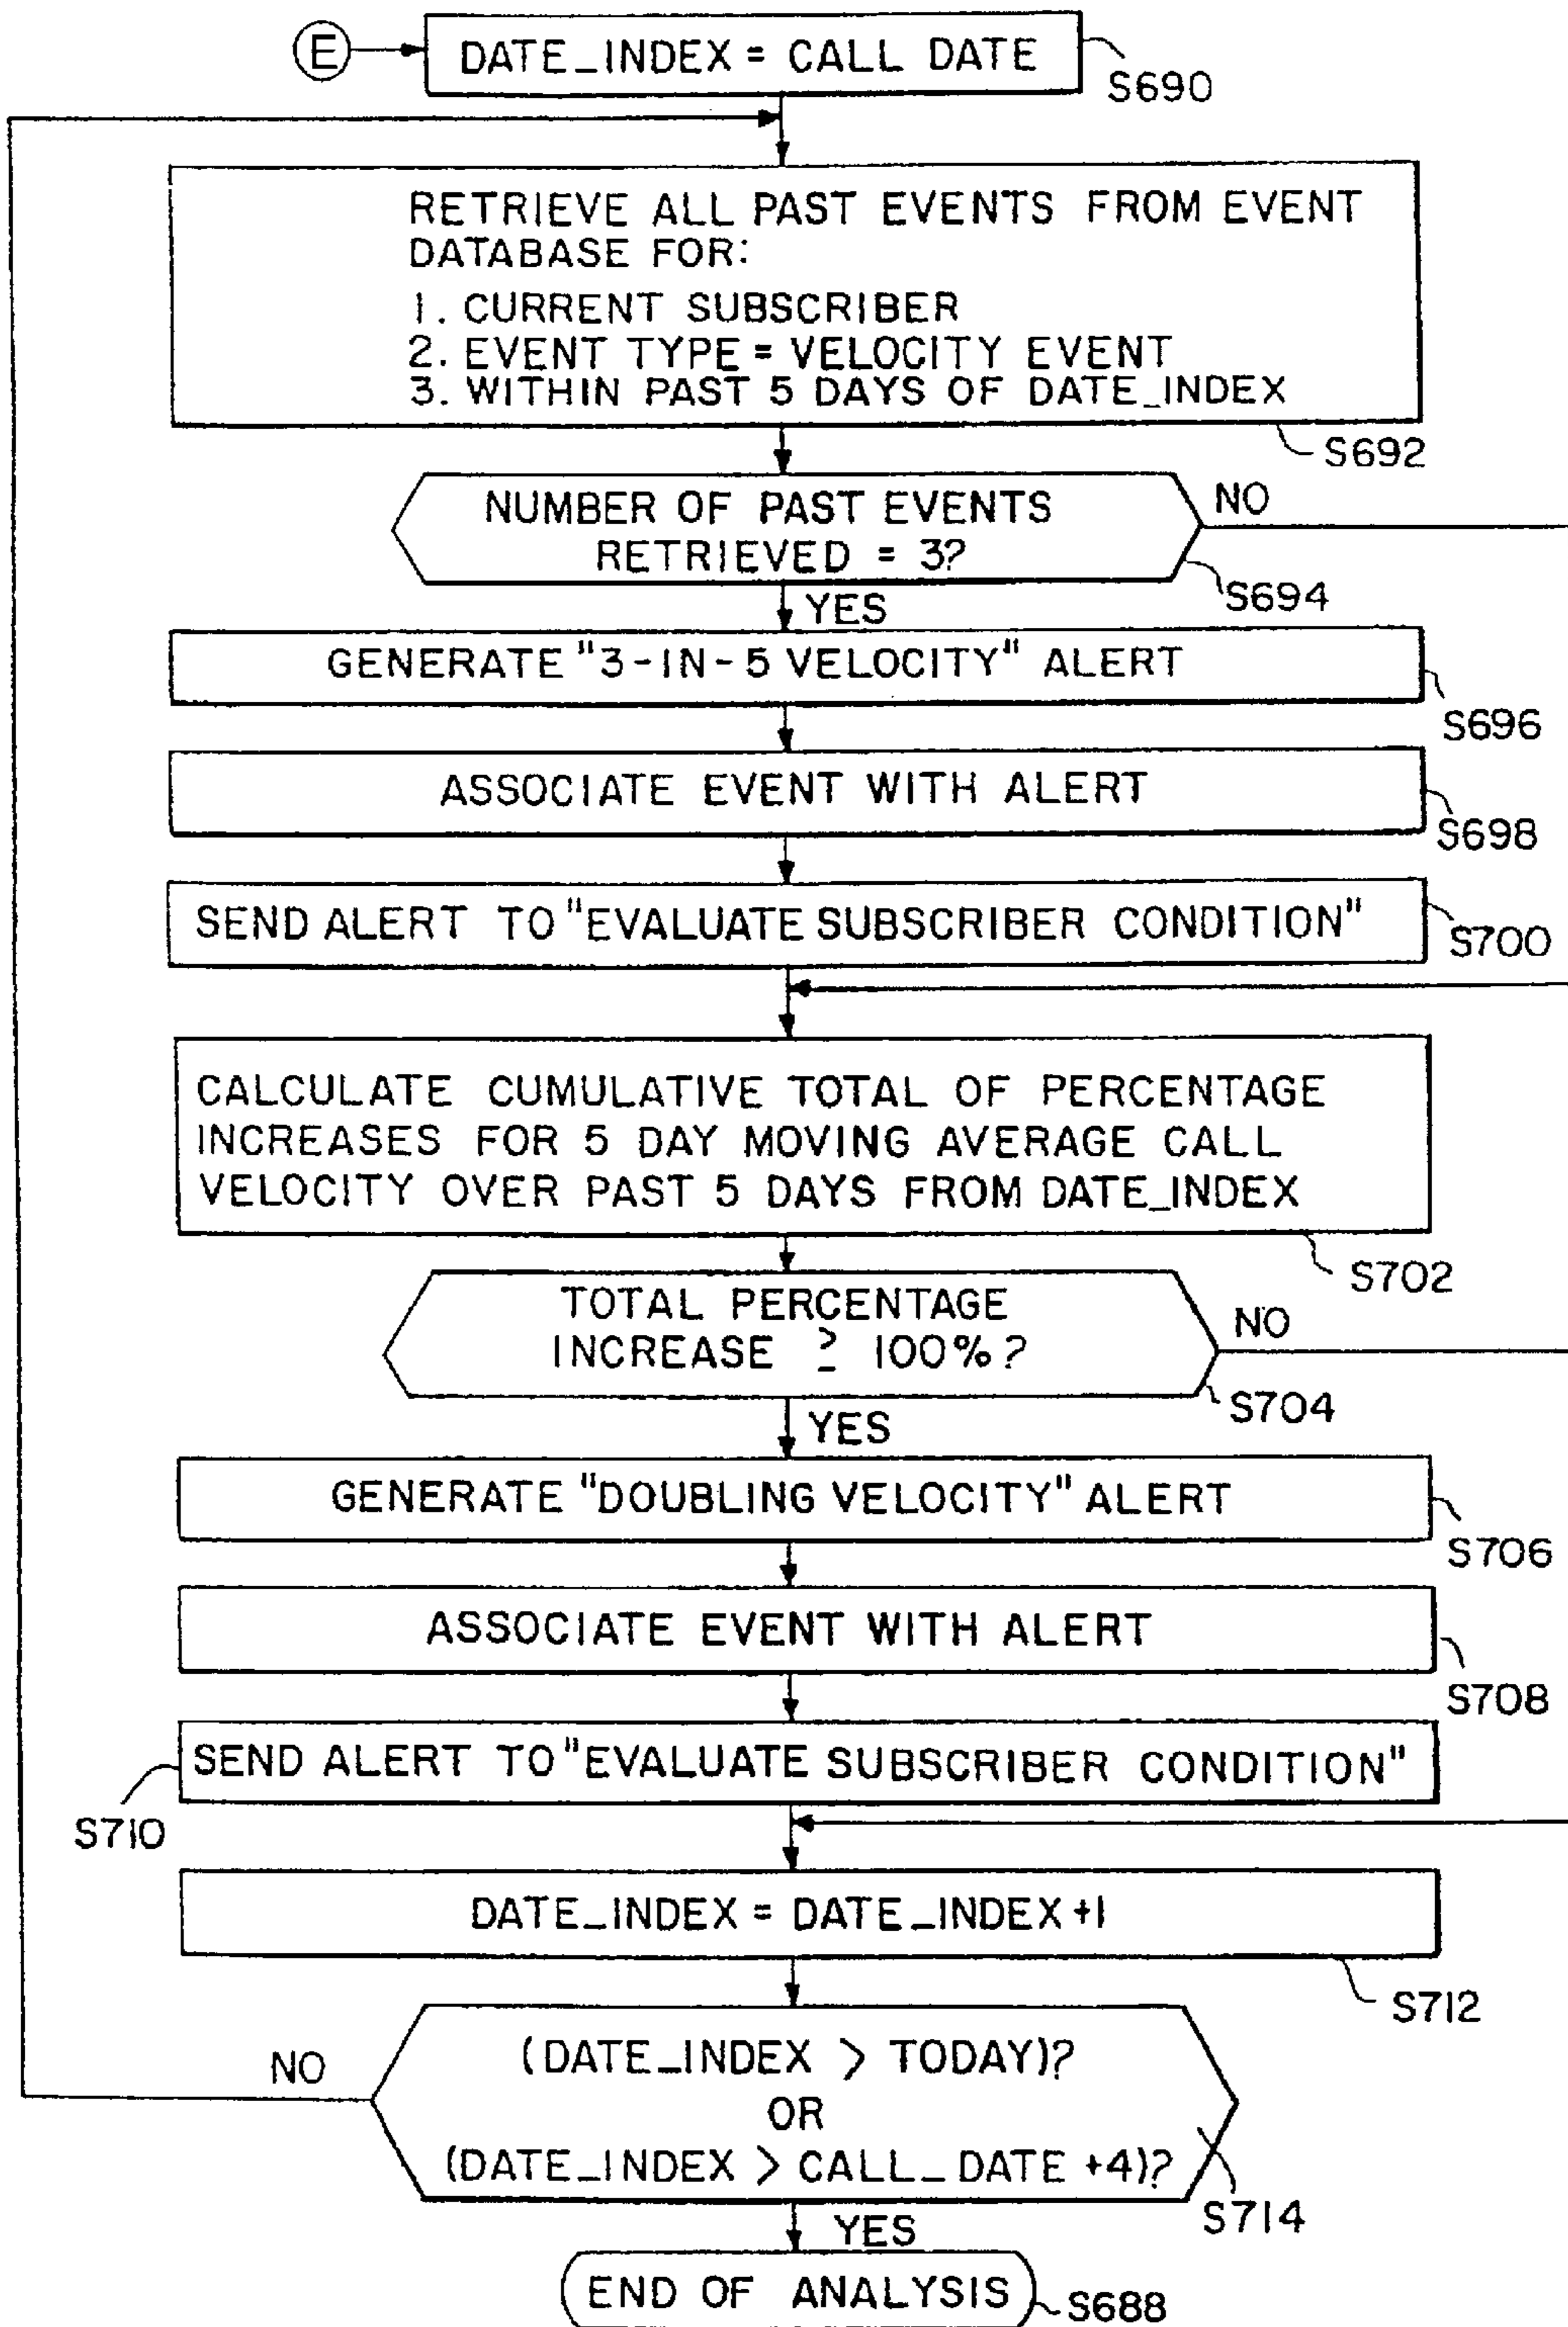 E
DATE_INDEX = CALL DATE
S690
RETRIEVE ALL PAST EVENTS FROM EVENT
DATABASE FOR:
1. CURRENT SUBSCRIBER
2. EVENT TYPE = VELOCITY EVENT
3. WITHIN PAST 5 DAYS OF DATE_INDEX
S692
NUMBER OF PAST EVENTS
RETRIEVED = 3?
NO
S694
YES
GENERATE "3-IN-5 VELOCITY" ALERT
S696
ASSOCIATE EVENT WITH ALERT
S698
SEND ALERT TO "EVALUATE SUBSCRIBER CONDITION"
S700
CALCULATE CUMULATIVE TOTAL OF PERCENTAGE
INCREASES FOR 5 DAY MOVING AVERAGE CALL
VELOCITY OVER PAST 5 DAYS FROM DATE_INDEX
S702
TOTAL PERCENTAGE
INCREASE ≥ 100%?
NO
S704
YES
GENERATE "DOUBLING VELOCITY" ALERT
S706
ASSOCIATE EVENT WITH ALERT
S708
SEND ALERT TO "EVALUATE SUBSCRIBER CONDITION"
S710
DATE_INDEX = DATE_INDEX +1
S712
(DATE_INDEX > TODAY)?
OR
(DATE_INDEX > CALL_DATE +4)?
NO
S714
YES
END OF ANALYSIS
S688